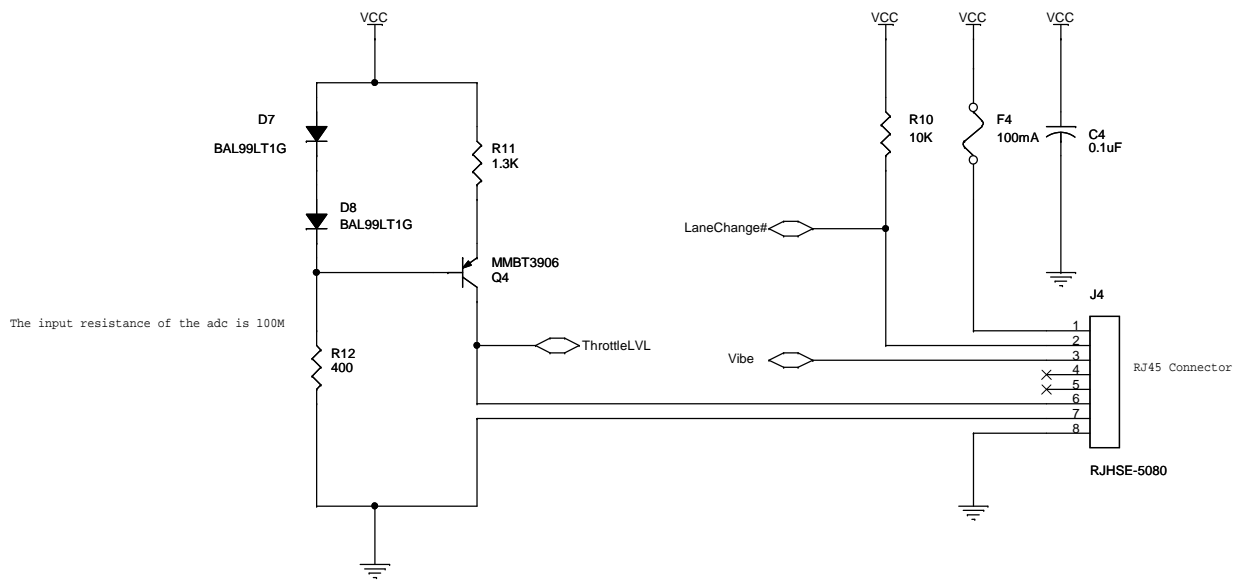 VCC
VCC
VCC
VCC
D7
BAL99LT1G
R11
1.3K
R10
10K
F4
100mA
C4
0.1uF
D8
BAL99LT1G
LaneChange#
MMBT3906
Q4
J4
The input resistance of the adc is 100M
R12
400
ThrottleLVL
Vibe
1
2
3
4
5
6
7
8
RJ45 Connector
RJHSE-5080